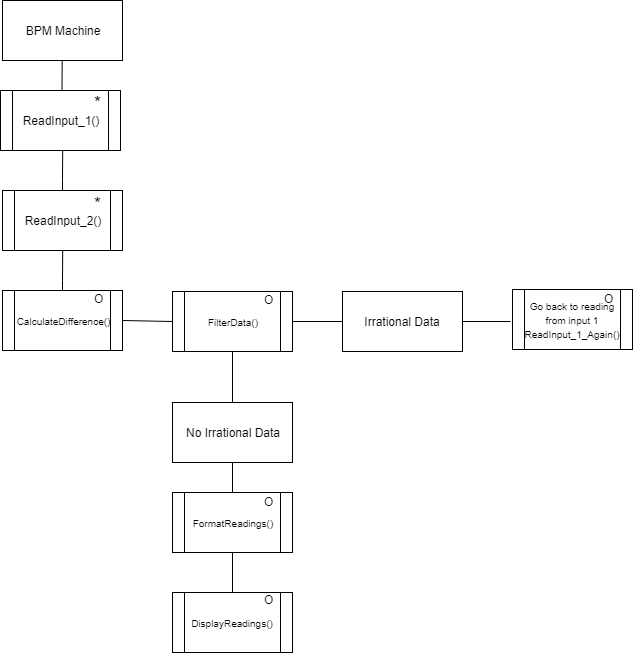 BPM Machine
*
ReadInput_1()
*
ReadInput_2()
O
CalculateDifference()
O
FilterData()
Irrational Data
O
Go back to reading
from input 1
ReadInput_1_Again()
No Irrational Data
O
FormatReadings()
O
DisplayReadings()